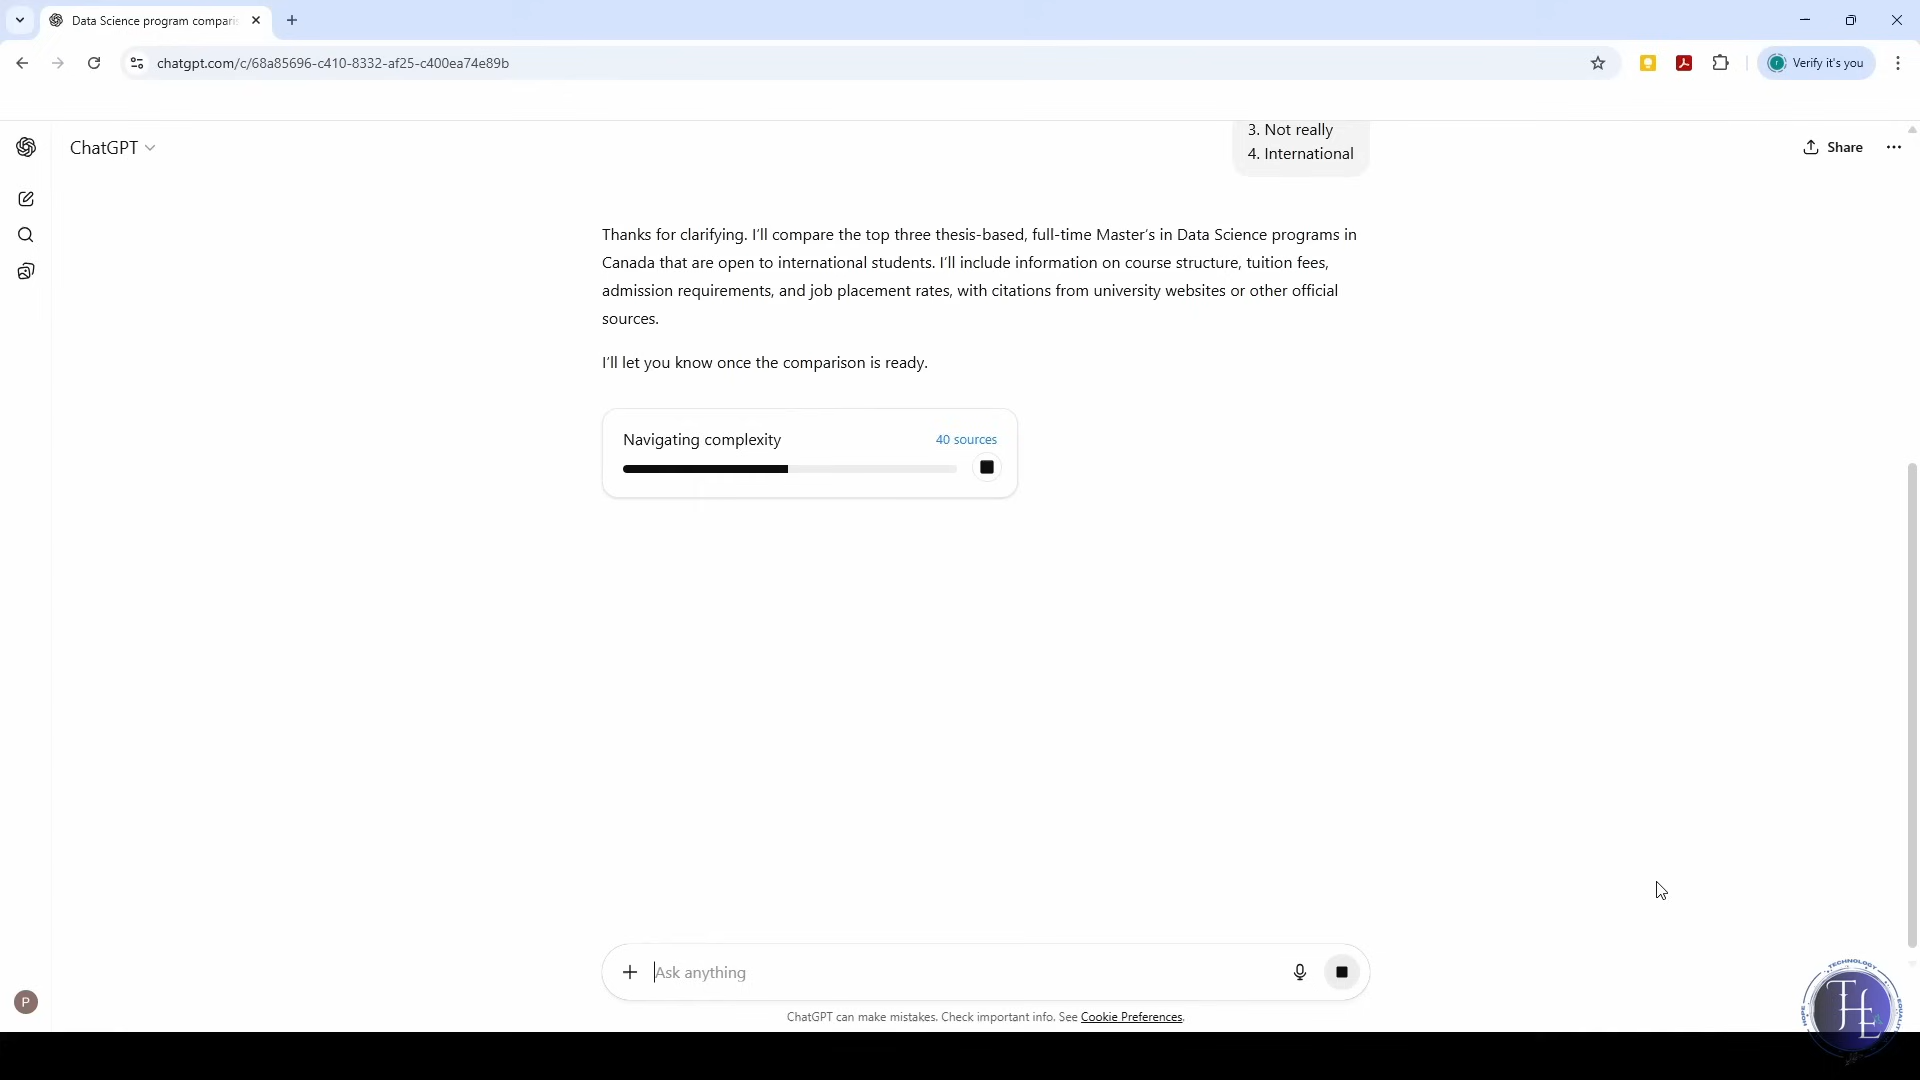 Data Science program compari
chatgpt.com/c/68a85696-c410-8332-af25-c400ea74e89b
Verify it's you
ChatGPT
Share
3. Not really
4. International
Thanks for clarifying. I'll compare the top three thesis-based, full-time Master's in Data Science programs in
Canada that are open to international students. I'll include information on course structure, tuition fees,
admission requirements, and job placement rates, with citations from university websites or other official
sources.
I'll let you know once the comparison is ready.
Navigating complexity
40 sources
Ask anything
P
ChatGPT can make mistakes. Check important info. See Cookie Preferences.
TECHNOLOGY
HOPE
THE